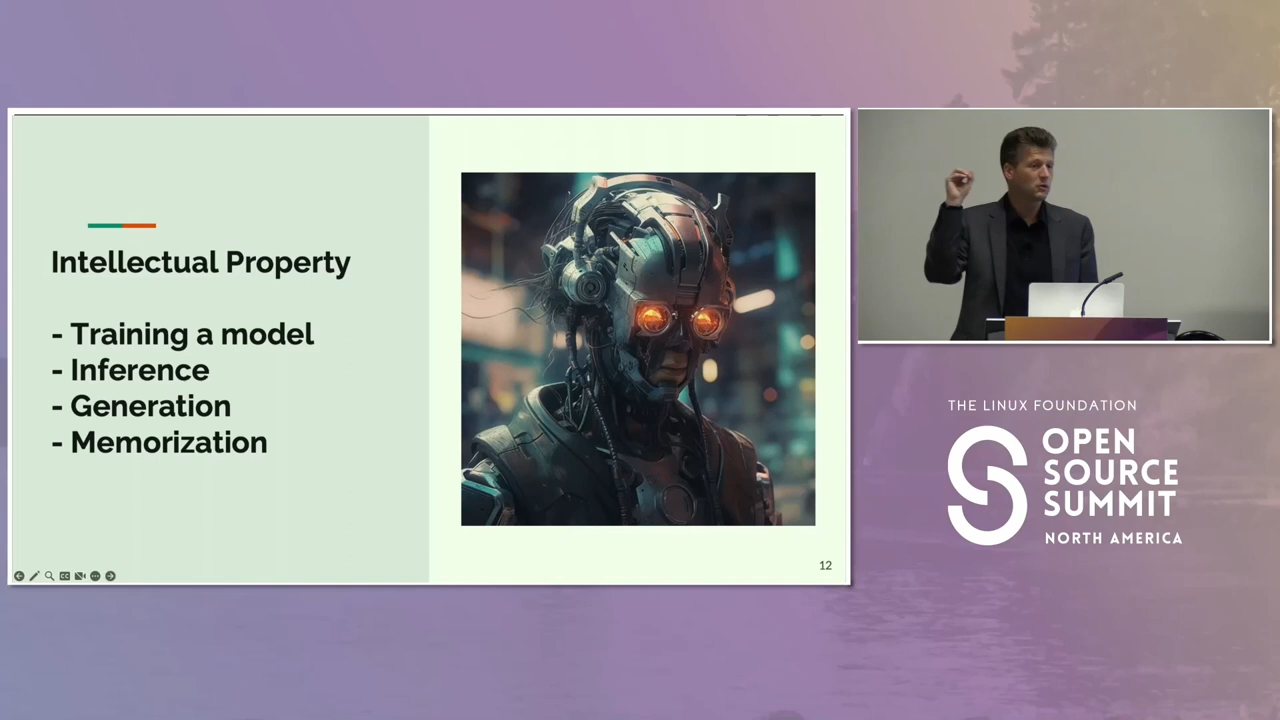 Intellectual Property
- Training a model
- Inference
- Generation
- Memorization
12
THE LINUX FOUNDATION
OPEN
SOURCE
SUMMIT
NORTH AMERICA